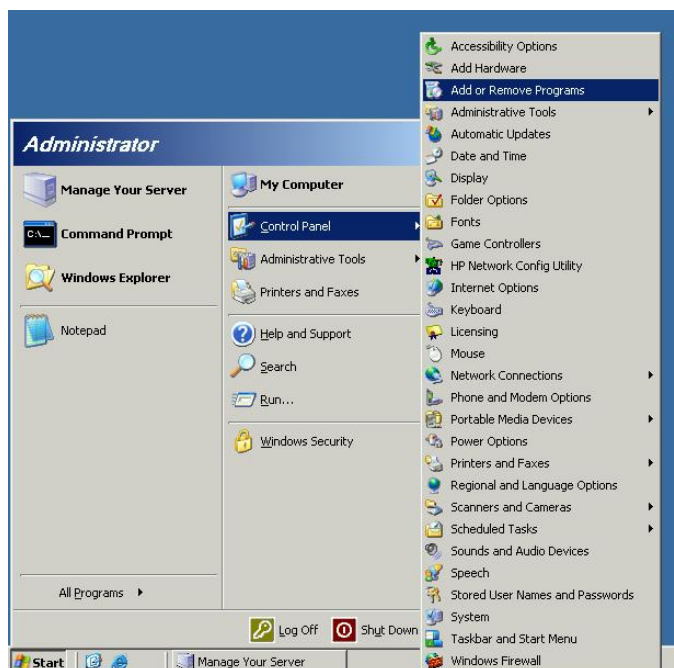 Administrator
Manage Your Server
Command Prompt
Windows Explorer
Notepad
All Programs
My Computer
Control Panel
Administrative Tools
Printers and Faxes
Help and Support
Search
Run...
Windows Security
Log Off
Shut Down
Accessibility Options
Add Hardware
Add or Remove Programs
Administrative Tools
Automatic Updates
Date and Time
Display
Folder Options
Fonts
Game Controllers
HP Network Config Utility
Internet Options
Keyboard
Licensing
Mouse
Network Connections
Phone and Modem Options
Portable Media Devices
Power Options
Printers and Faxes
Regional and Language Options
Scanners and Cameras
Scheduled Tasks
Sounds and Audio Devices
Speech
Stored User Names and Passwords
System
Taskbar and Start Menu
Windows Firewall
Start
Manage Your Server